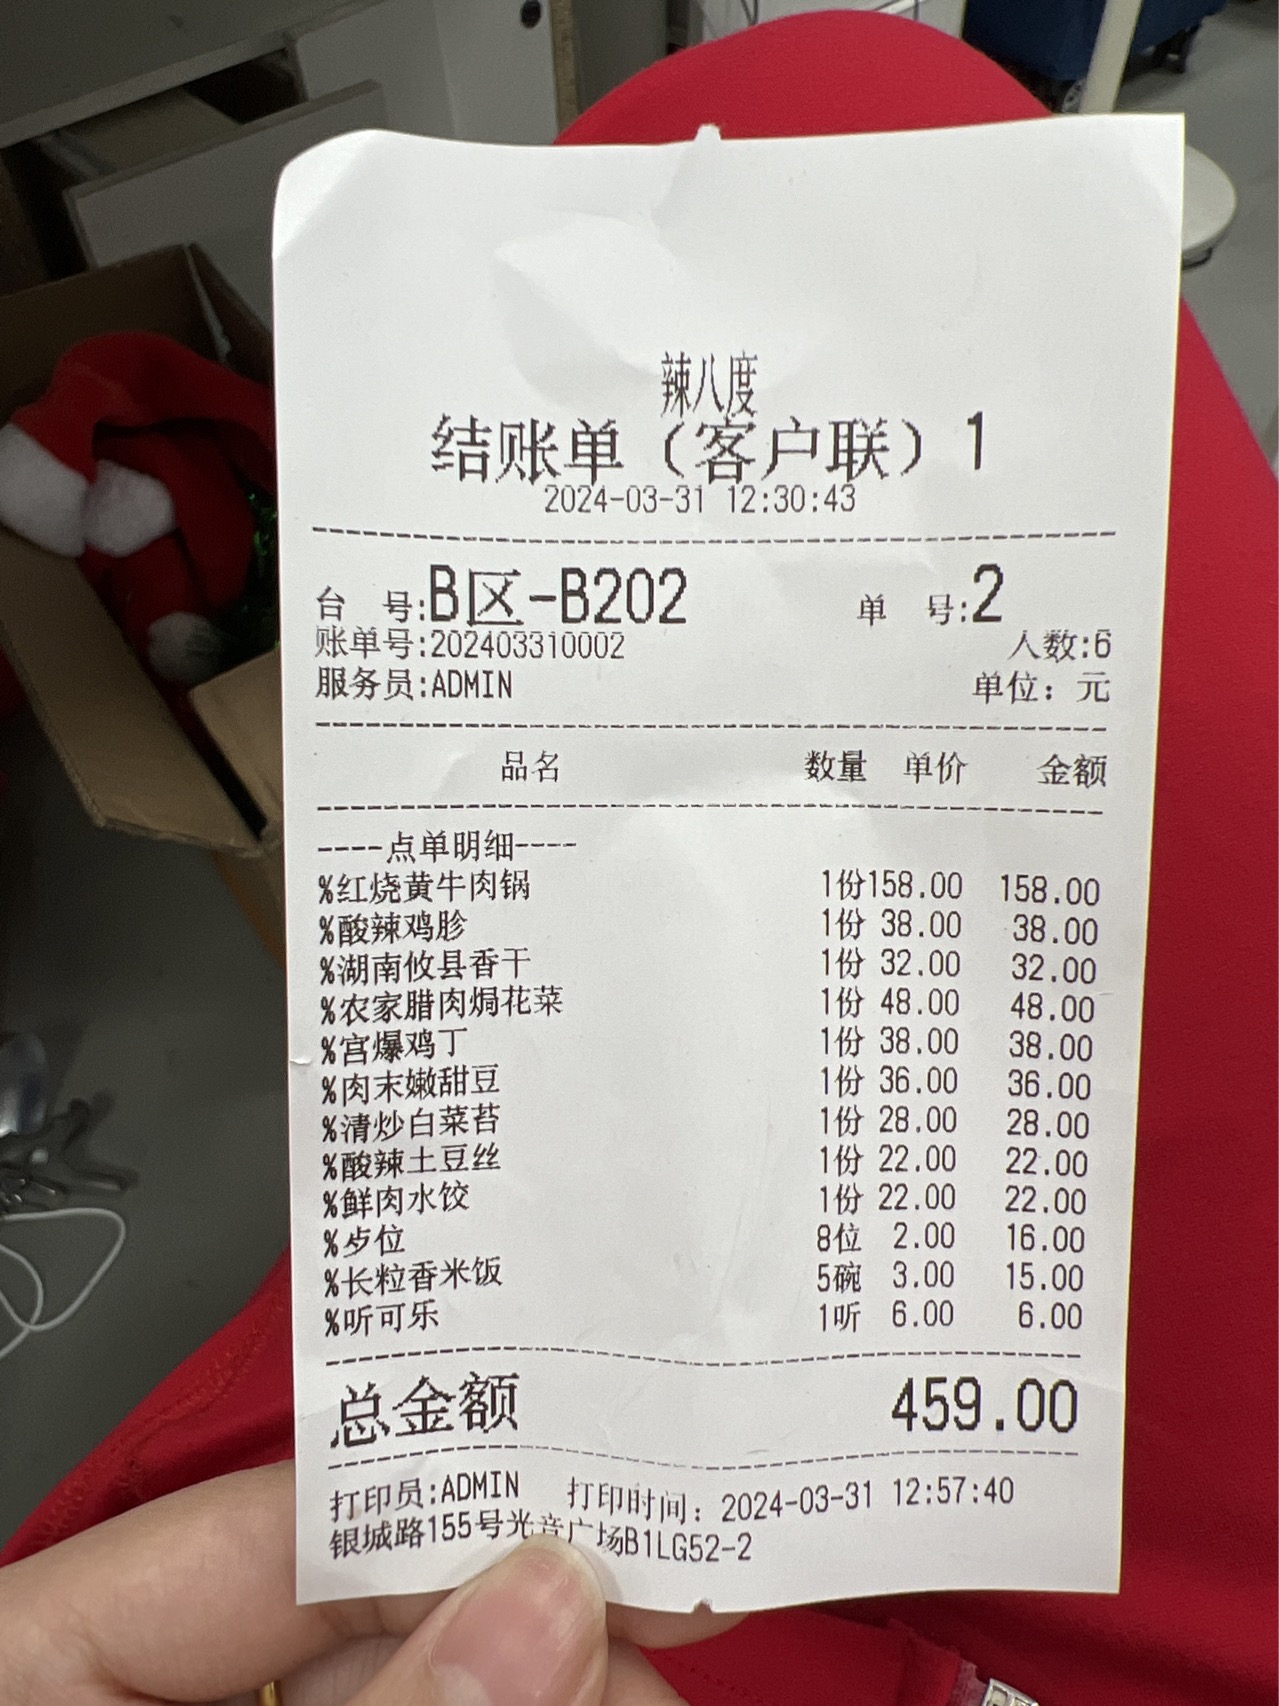 辣八度
结账单（客户联）1
2024-03-31 12:30:43
台 号:B区-B202 单 号:2
账单号:202403310002 人数:6
服务员:ADMIN 单位：元
品名 数量 单价 金额
----点单明细----
%红烧黄牛肉锅 1份158.00 158.00
%酸辣鸡胗 1份 38.00 38.00
%湖南攸县香干 1份 32.00 32.00
%农家腊肉焗花菜 1份 48.00 48.00
%宫爆鸡丁 1份 38.00 38.00
%肉末嫩甜豆 1份 36.00 36.00
%清炒白菜苔 1份 28.00 28.00
%酸辣土豆丝 1份 22.00 22.00
%鲜肉水饺 1份 22.00 22.00
%歺位 8位 2.00 16.00
%长粒香米饭 5碗 3.00 15.00
%听可乐 1听 6.00 6.00
总金额 459.00
打印员:ADMIN 打印时间：2024-03-31 12:57:40
银城路155号光音广场B1LG52-2